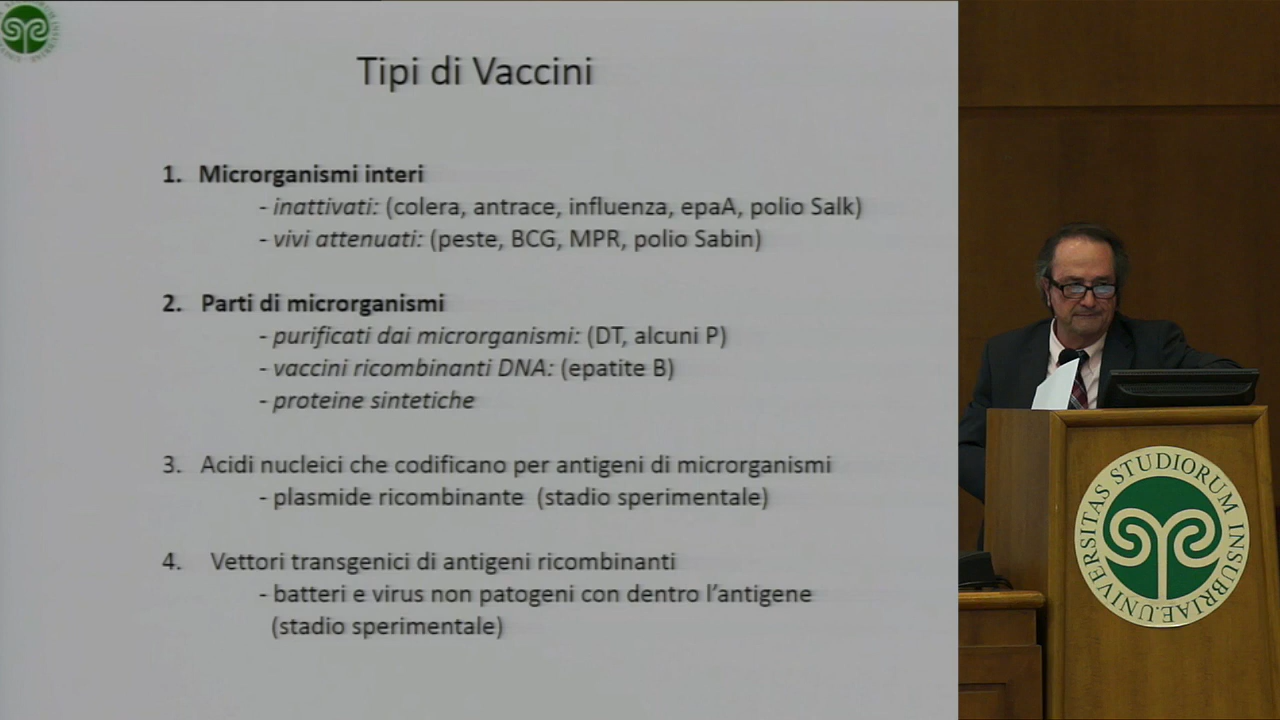 Tipi di Vaccini
1. Microrganismi interi
- inattivati: (colera, antrace, influenza, epaA, polio Salk)
- vivi attenuati: (peste, BCG, MPR, polio Sabin)
2. Parti di microrganismi
- purificati dai microrganismi: (DT, alcuni P)
- vaccini ricombinanti DNA: (epatite B)
- proteine sintetiche
3. Acidi nucleici che codificano per antigeni di microrganismi
- plasmide ricombinante (stadio sperimentale)
4. Vettori transgenici di antigeni ricombinanti
- batteri e virus non patogeni con dentro l'antigene
(stadio sperimentale)
UNIVERSITAS STUDIORUM INSUBRIAE